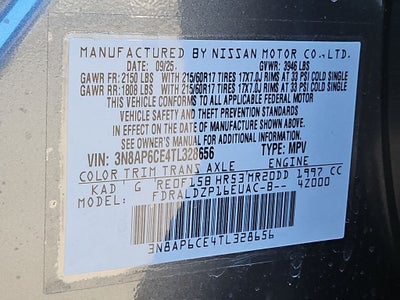 MANUFACTURED BY NISSAN MOTOR CO.,LTD.
DATE 09/25. GVWR: 3946 LBS
GAWR FR: 2150 LBS WITH 215/60R17 TIRES 17X7.0J RIMS AT 33 PSI COLD SINGLE
GAWR RR: 1808 LBS WITH 215/60R17 TIRES 17X7.0J RIMS AT 33 PSI COLD SINGLE
THIS VEHICLE CONFORMS TO ALL APPLICABLE FEDERAL MOTOR
VEHICLE SAFETY AND THEFT PREVENTION STANDARDS
IN EFFECT ON THE DATE OF MANUFACTURE SHOWN ABOVE.
SEE OWNER'S MANUAL FOR ADDITIONAL INFORMATION.
VIN: 3N8AP6CE4TL328656 TYPE: MPV
COLOR TRIM TRANS AXLE ENGINE
KAD G RE0F15B HR53 MR20DD 1997 CC
MODEL: FDRALDZP16EUAC-B-- 4Z000
3N8AP6CE4TL328656